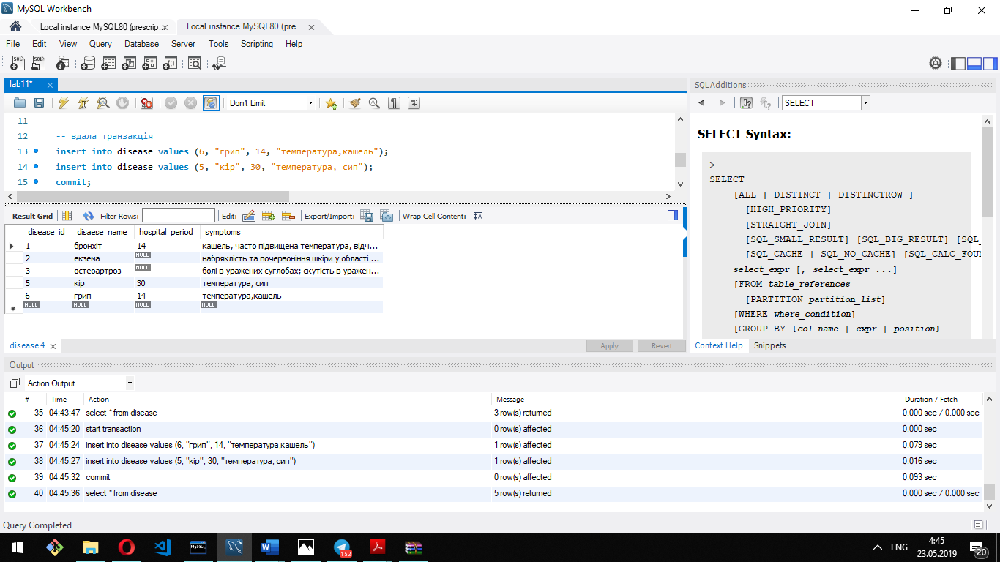 MySQL Workbench
Local instance MySQL80 (prescrip...
Local instance MySQL80 (pre...
File Edit View Query Database Server Tools Scripting Help
lab11*
SQLAdditions
Don't Limit
SELECT
11
12 -- вдала транзакція
13 insert into disease values (6, "грип", 14, "температура,кашель");
14 insert into disease values (5, "кір", 30, "температура, сип");
15 commit;
SELECT Syntax:
>
SELECT
[ALL | DISTINCT | DISTINCTROW ]
[HIGH_PRIORITY]
[STRAIGHT_JOIN]
[SQL_SMALL_RESULT] [SQL_BIG_RESULT] [SQL_
[SQL_CACHE | SQL_NO_CACHE] [SQL_CALC_FOUN
select_expr [, select_expr ...]
[FROM table_references
[PARTITION partition_list]
[WHERE where_condition]
[GROUP BY {col_name | expr | position}
Context Help Snippets
Result Grid Filter Rows: Edit: Export/Import: Wrap Cell Content:
disease_id disaese_name hospital_period symptoms
1 бронхіт 14 кашель, часто підвищена температура, відч...
2 екзема NULL набряклість та почервоніння шкіри у області ...
3 остеоартроз NULL болі в уражених суглобах; скутість в уражен...
5 кір 30 температура, сип
6 грип 14 температура,кашель
NULL NULL NULL NULL
disease 4
Apply Revert
Output
Action Output
# Time Action Message Duration / Fetch
35 04:43:47 select * from disease 3 row(s) returned 0.000 sec / 0.000 sec
36 04:45:20 start transaction 0 row(s) affected 0.000 sec
37 04:45:24 insert into disease values (6, "грип", 14, "температура,кашель") 1 row(s) affected 0.079 sec
38 04:45:27 insert into disease values (5, "кір", 30, "температура, сип") 1 row(s) affected 0.016 sec
39 04:45:32 commit 0 row(s) affected 0.093 sec
40 04:45:36 select * from disease 5 row(s) returned 0.000 sec / 0.000 sec
Query Completed
152
ENG
4:45
23.05.2019
20